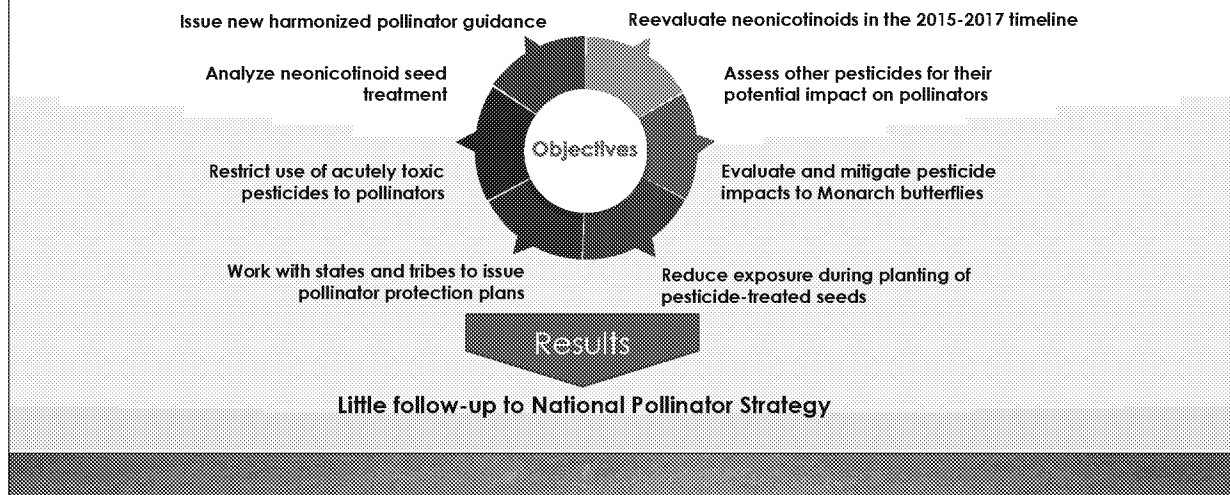 Issue new harmonized pollinator guidance
Reevaluate neonicotinoids in the 2015-2017 timeline
Analyze neonicotinoid seed
treatment
Assess other pesticides for their
potential impact on pollinators
Objectives
Restrict use of acutely toxic
pesticides to pollinators
Evaluate and mitigate pesticide
impacts to Monarch butterflies
Work with states and tribes to issue
pollinator protection plans
Reduce exposure during planting of
pesticide-treated seeds
Results
Little follow-up to National Pollinator Strategy